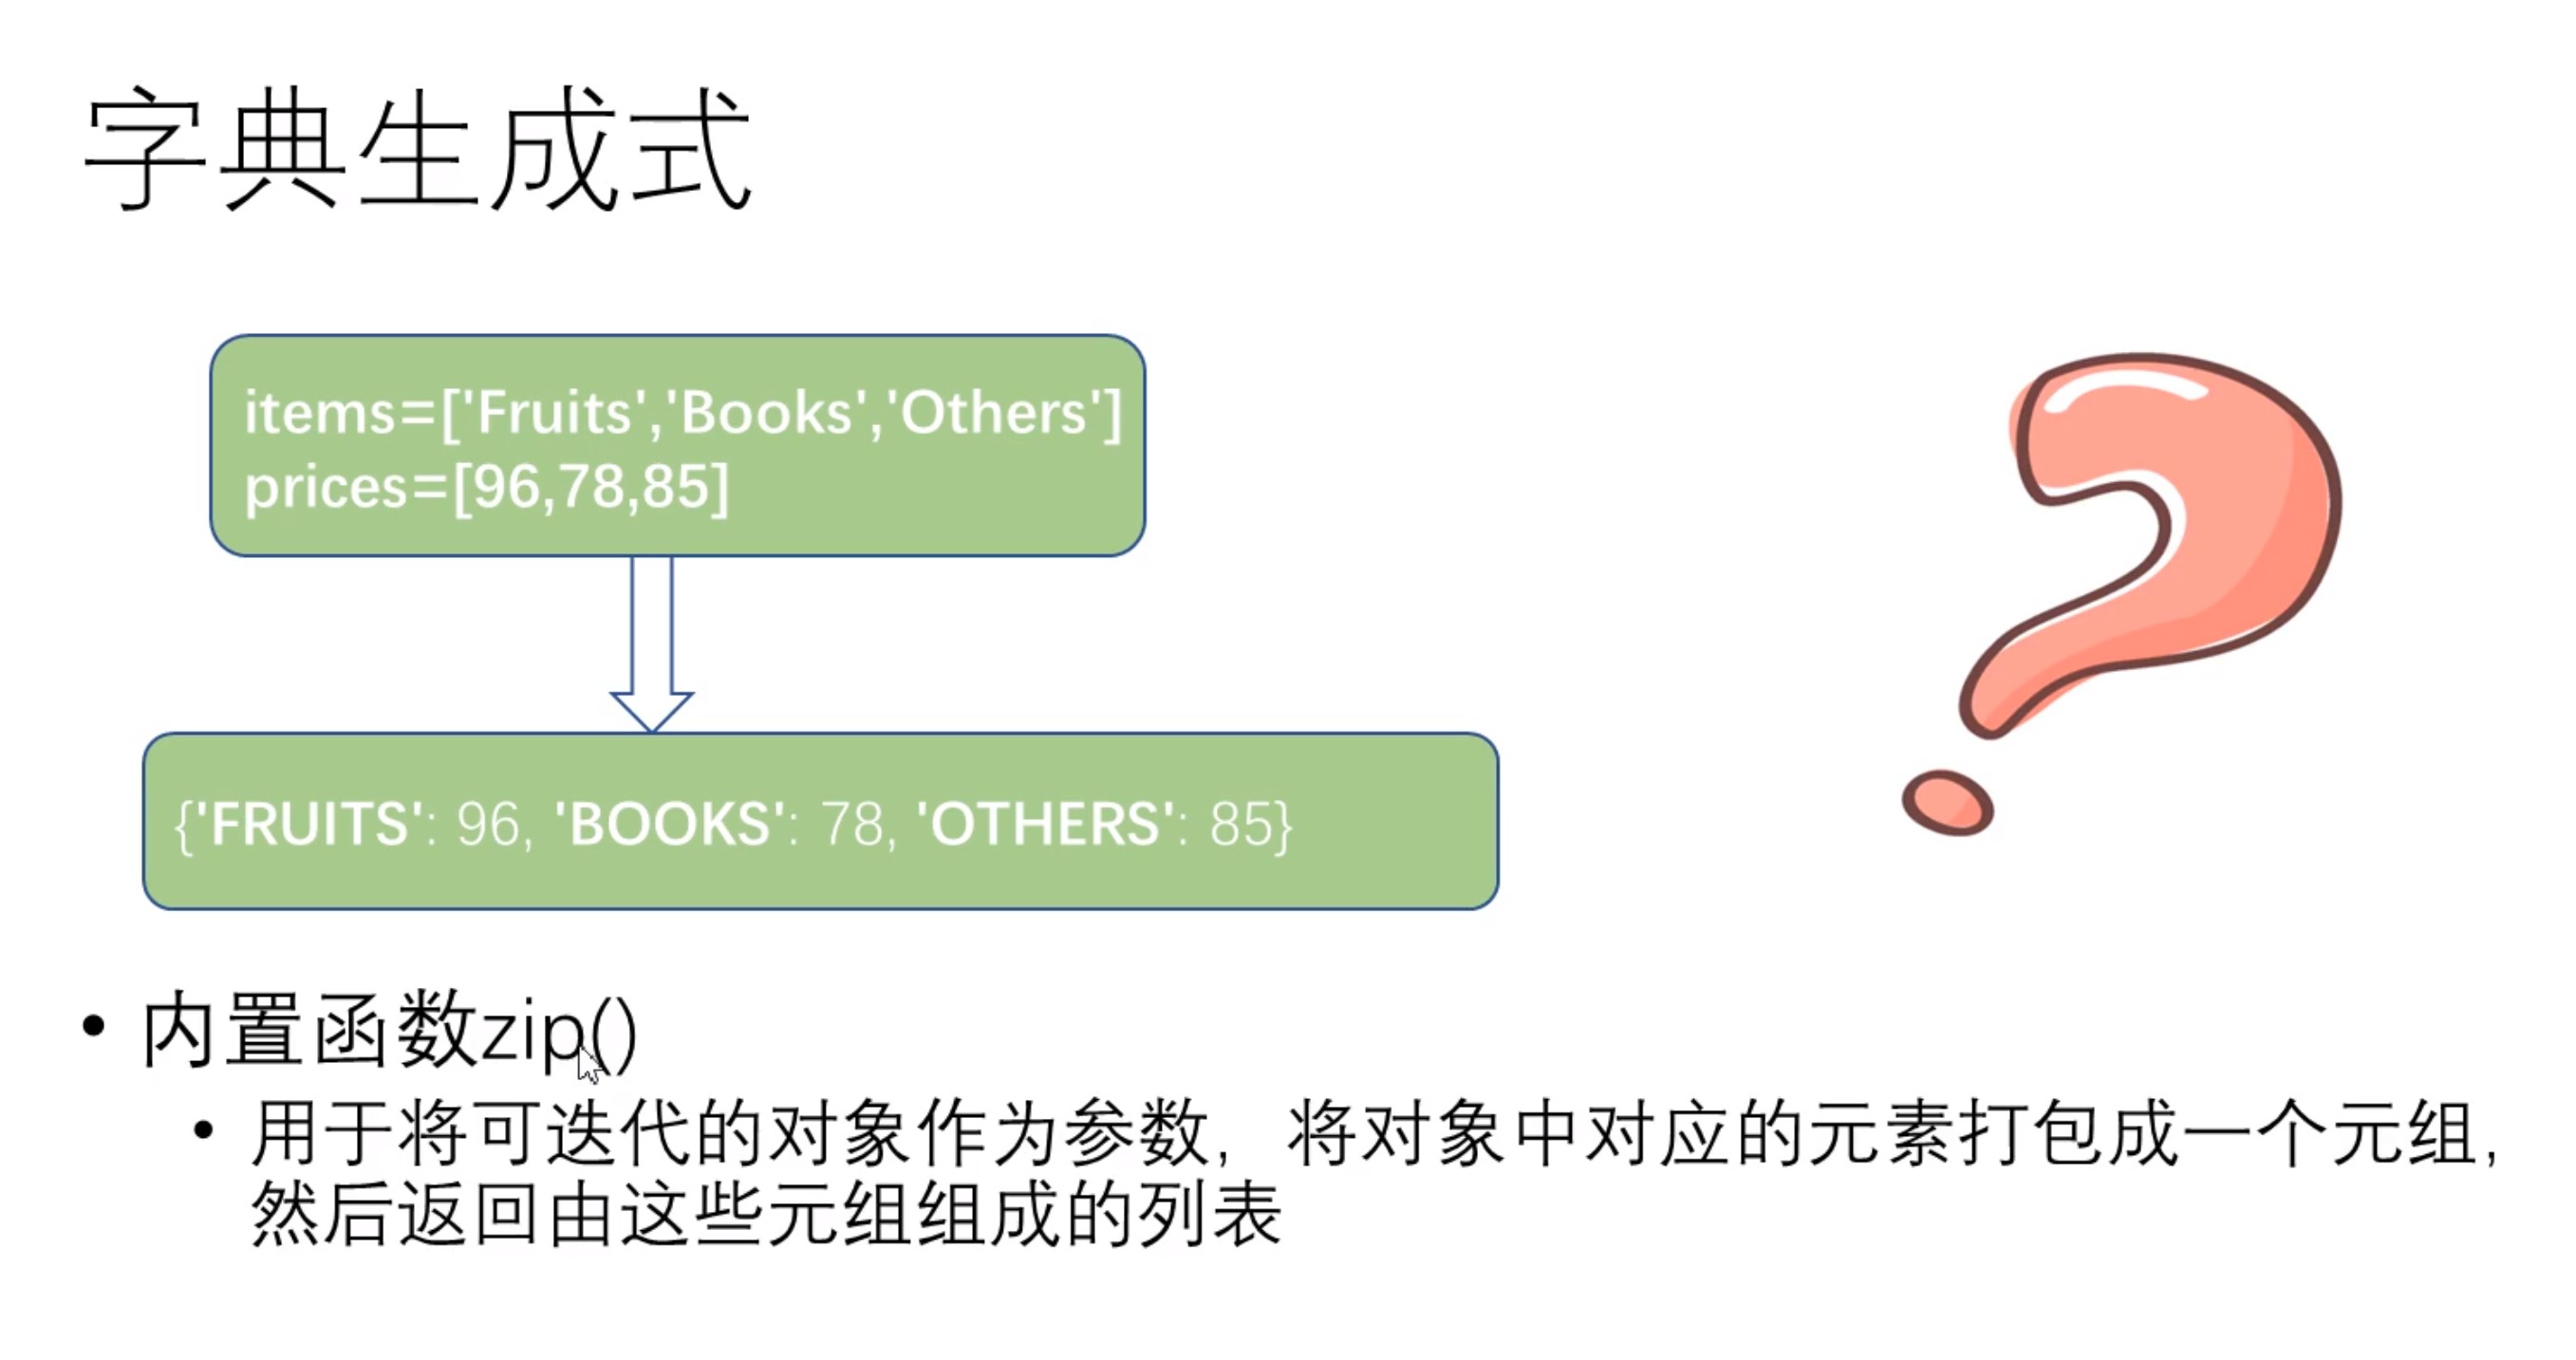 字典生成式
items=['Fruits','Books','Others']
prices=[96,78,85]
{'FRUITS': 96, 'BOOKS': 78, 'OTHERS': 85}
• 内置函数zip()
• 用于将可迭代的对象作为参数，将对象中对应的元素打包成一个元组，
然后返回由这些元组组成的列表